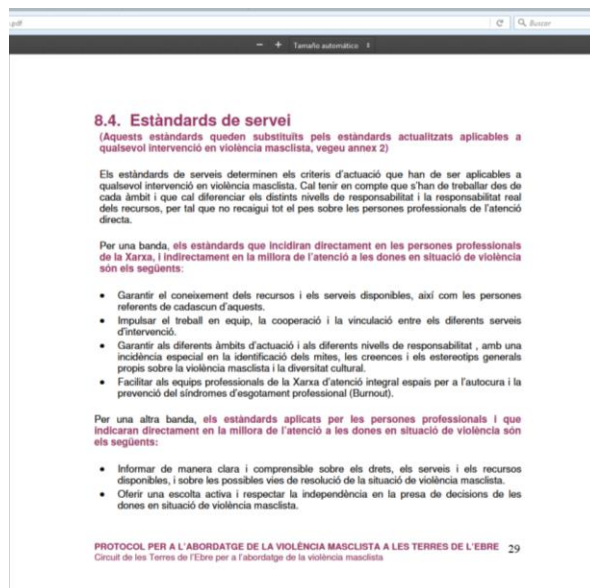 .pdf
Buscar
− + Tamaño automático
8.4. Estàndards de servei
(Aquests estàndards queden substituïts pels estàndards actualitzats aplicables a
qualsevol intervenció en violència masclista, vegeu annex 2)
Els estàndards de serveis determinen els criteris d'actuació que han de ser aplicables a
qualsevol intervenció en violència masclista. Cal tenir en compte que s'han de treballar des de
cada àmbit i que cal diferenciar els distints nivells de responsabilitat i la responsabilitat real
dels recursos, per tal que no recaigui tot el pes sobre les persones professionals de l'atenció
directa.
Per una banda, els estàndards que incidiran directament en les persones professionals
de la Xarxa, i indirectament en la millora de l'atenció a les dones en situació de violència
són els següents:
• Garantir el coneixement dels recursos i els serveis disponibles, així com les persones
referents de cadascun d'aquests.
• Impulsar el treball en equip, la cooperació i la vinculació entre els diferents serveis
d'intervenció.
• Garantir als diferents àmbits d'actuació i als diferents nivells de responsabilitat , amb una
incidència especial en la identificació dels mites, les creences i els estereotips generals
propis sobre la violència masclista i la diversitat cultural.
• Facilitar als equips professionals de la Xarxa d'atenció integral espais per a l'autocura i la
prevenció del síndromes d'esgotament professional (Burnout).
Per una altra banda, els estàndards aplicats per les persones professionals i que
indicaran directament en la millora de l'atenció a les dones en situació de violència són
els següents:
• Informar de manera clara i comprensible sobre els drets, els serveis i els recursos
disponibles, i sobre les possibles vies de resolució de la situació de violència masclista.
• Oferir una escolta activa i respectar la independència en la presa de decisions de les
dones en situació de violència masclista.
PROTOCOL PER A L'ABORDATGE DE LA VIOLÈNCIA MASCLISTA A LES TERRES DE L'EBRE 29
Circuit de les Terres de l'Ebre per a l'abordatge de la violència masclista